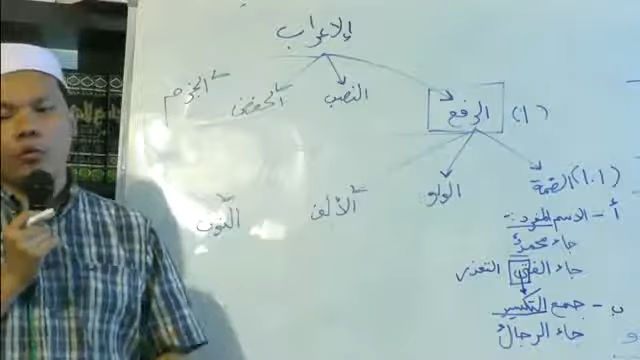 الإعراب
(١) الرفع النصب الخفض الجزم
(١.١) الضمة الواو الألف النون
أ - الاسم المفرد :-
جاء محمدٌ
جاء الفتى التعذر
ب - جمع التكسير
جاء الرجالُ